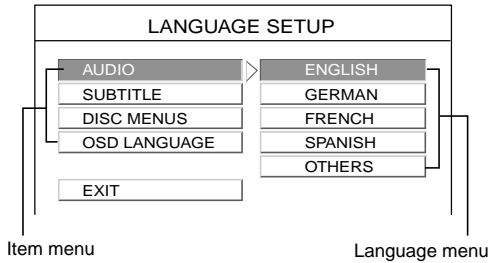 LANGUAGE SETUP
AUDIO
SUBTITLE
DISC MENUS
OSD LANGUAGE
EXIT
ENGLISH
GERMAN
FRENCH
SPANISH
OTHERS
Item menu
Language menu